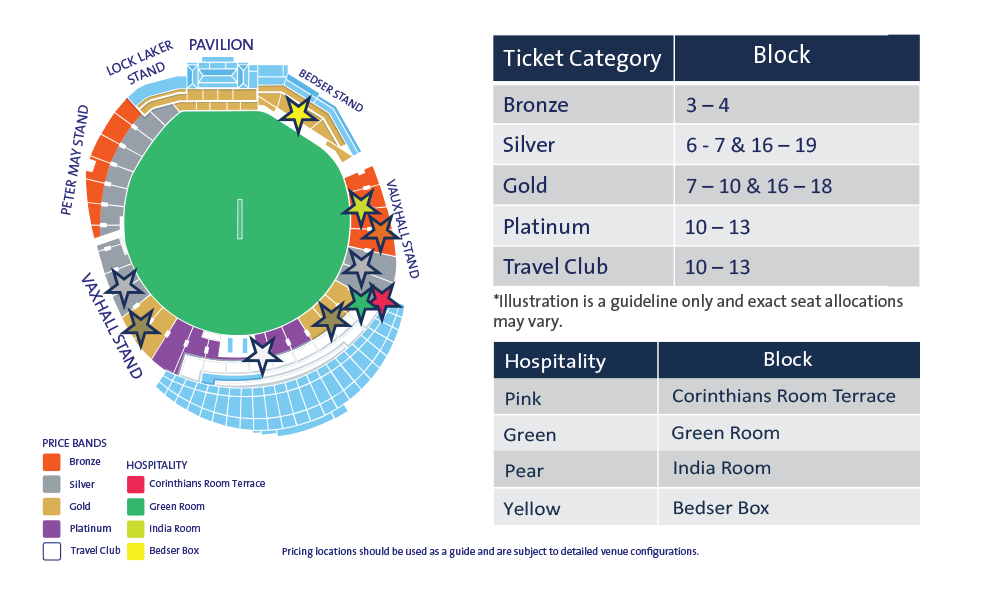 PAVILION
LOCK LAKER
STAND
BEDSER STAND
PETER MAY STAND
VAUXHALL STAND
VAXHALL STAND
PRICE BANDS
Bronze
Silver
Gold
Platinum
Travel Club
HOSPITALITY
Corinthians Room Terrace
Green Room
India Room
Bedser Box
Ticket Category Block
Bronze 3 – 4
Silver 6 - 7 & 16 – 19
Gold 7 – 10 & 16 – 18
Platinum 10 – 13
Travel Club 10 – 13
*Illustration is a guideline only and exact seat allocations
may vary.
Hospitality Block
Pink Corinthians Room Terrace
Green Green Room
Pear India Room
Yellow Bedser Box
Pricing locations should be used as a guide and are subject to detailed venue configurations.